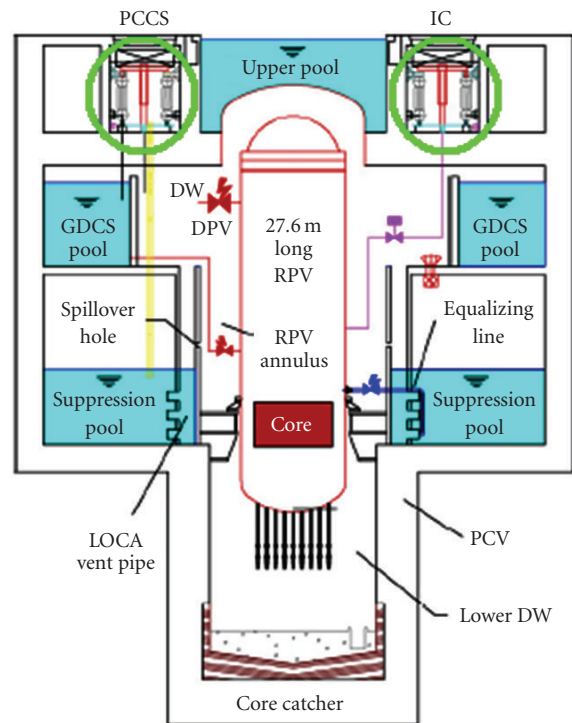 PCCS
IC
Upper pool
DW
DPV
GDCS
pool
27.6 m
long
RPV
GDCS
pool
Spillover
hole
RPV
annulus
Equalizing
line
Suppression
pool
Core
Suppression
pool
LOCA
vent pipe
PCV
Lower DW
Core catcher